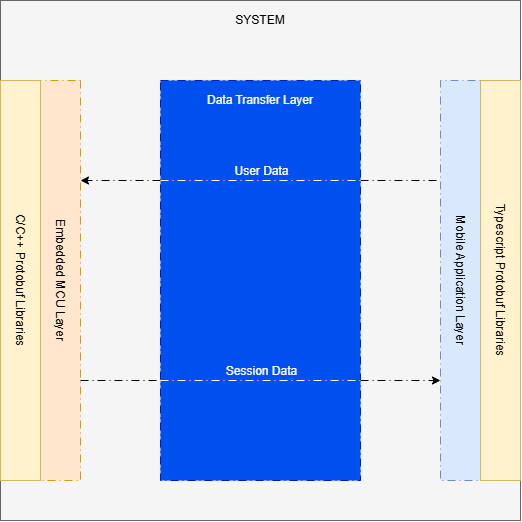 SYSTEM
Data Transfer Layer
User Data
C/C++ Protobuf Libraries
Embedded MCU Layer
Mobile Application Layer
Typescript Protobuf Libraries
Session Data